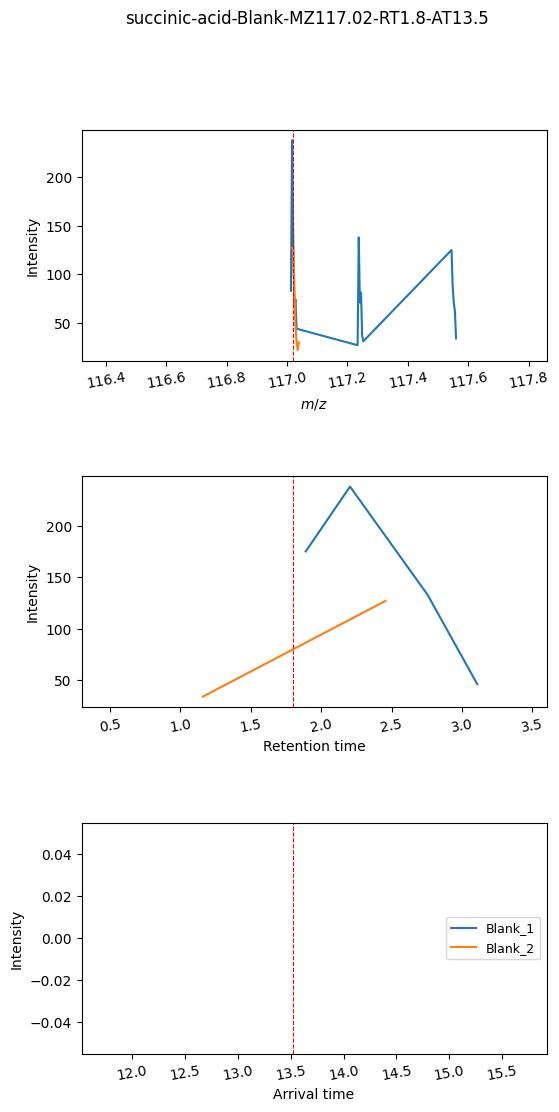 succinic-acid-Blank-MZ117.02-RT1.8-AT13.5
200
150
100
50
Intensity
116.4 116.6 116.8 117.0 117.2 117.4 117.6 117.8
m/z
200
150
100
50
Intensity
0.5 1.0 1.5 2.0 2.5 3.0 3.5
Retention time
0.04
0.02
0.00
−0.02
−0.04
Intensity
Blank_1
Blank_2
12.0 12.5 13.0 13.5 14.0 14.5 15.0 15.5
Arrival time